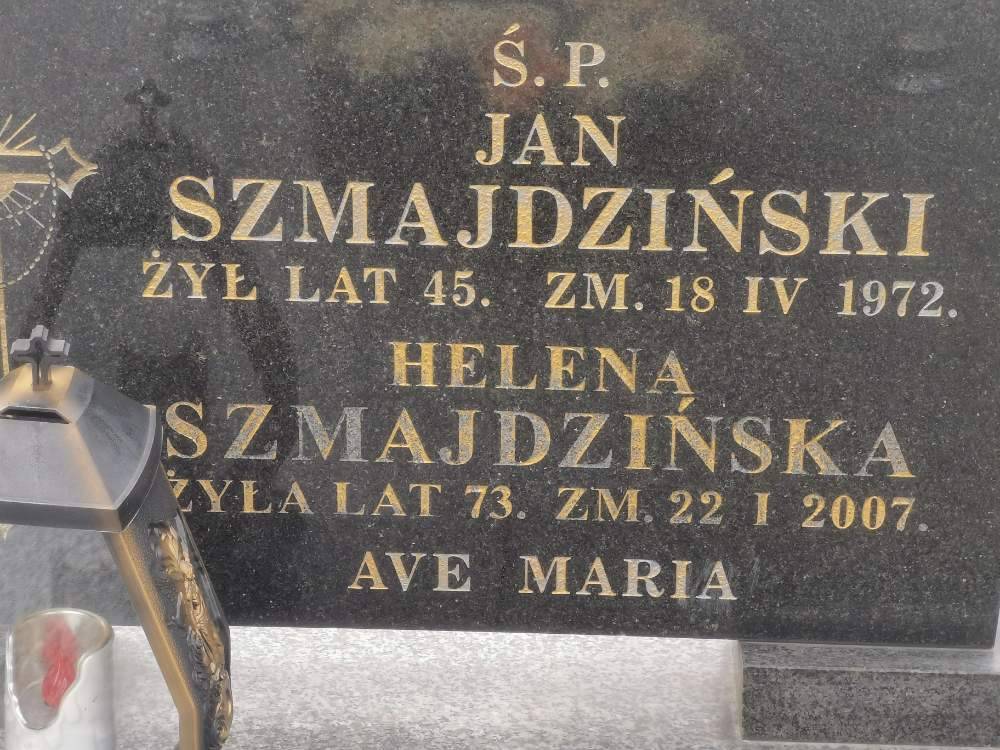 Ś. P.
JAN
SZMAJDZIŃSKI
ŻYŁ LAT 45. ZM. 18 IV 1972.
HELENA
SZMAJDZIŃSKA
ŻYŁA LAT 73. ZM. 22 I 2007.
AVE MARIA